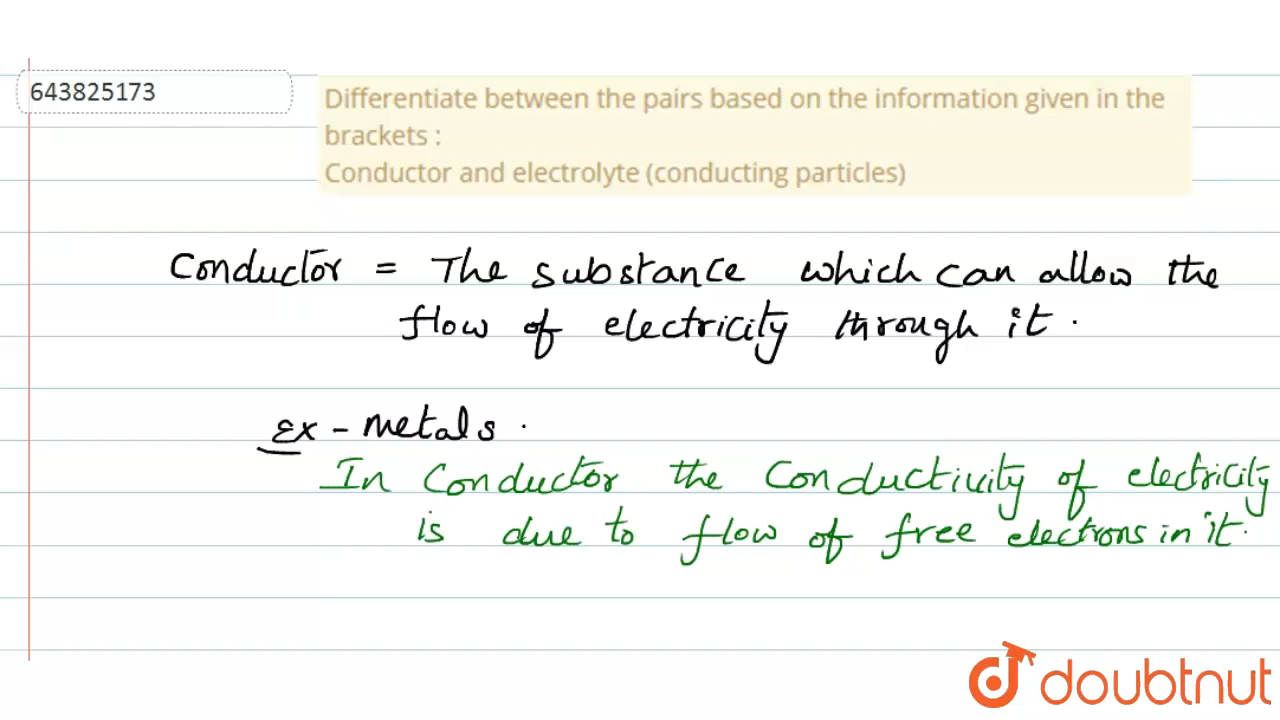 643825173
Differentiate between the pairs based on the information given in the
brackets :
Conductor and electrolyte (conducting particles)
Conductor = The substance which can allow the
flow of electricity through it .
Ex - metals .
In Conductor the Conductivity of electricity
is due to flow of free electrons in it.
doubtnut